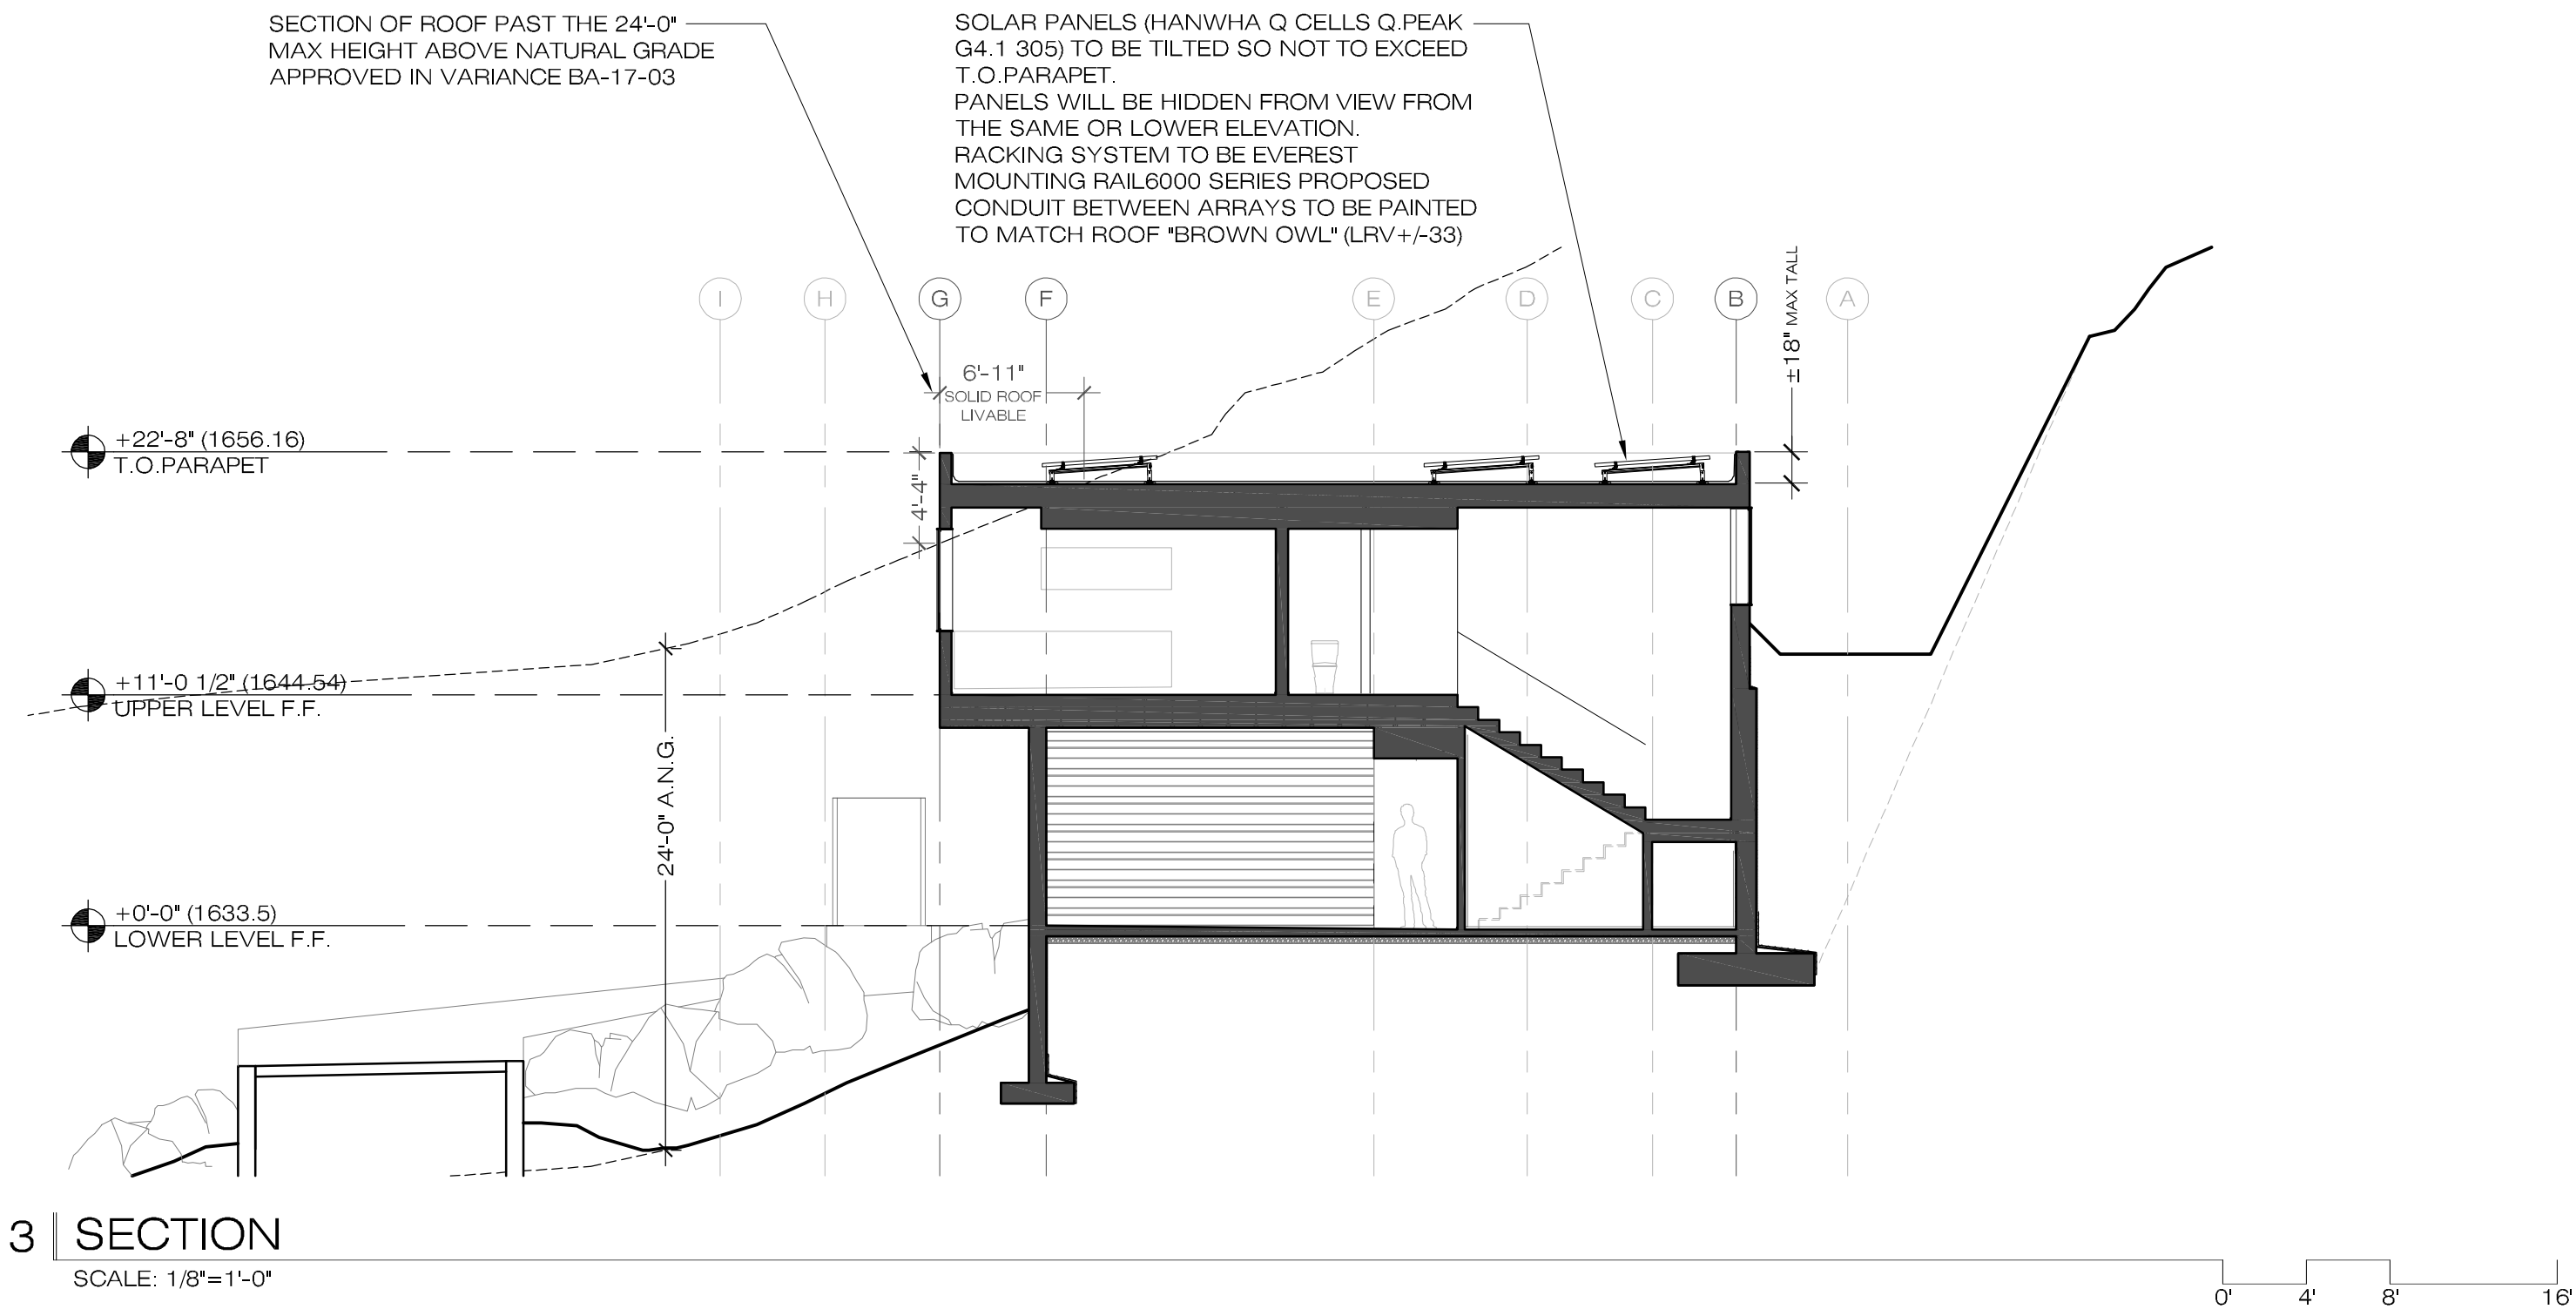 SECTION OF ROOF PAST THE 24'-0"
MAX HEIGHT ABOVE NATURAL GRADE
APPROVED IN VARIANCE BA-17-03
SOLAR PANELS (HANWHA Q CELLS Q.PEAK
G4.1 305) TO BE TILTED SO NOT TO EXCEED
T.O.PARAPET.
PANELS WILL BE HIDDEN FROM VIEW FROM
THE SAME OR LOWER ELEVATION.
RACKING SYSTEM TO BE EVEREST
MOUNTING RAIL6000 SERIES PROPOSED
CONDUIT BETWEEN ARRAYS TO BE PAINTED
TO MATCH ROOF "BROWN OWL" (LRV+/-33)
I
H
G
F
E
D
C
B
A
±18" MAX TALL
6'-11"
SOLID ROOF
LIVABLE
+22'-8" (1656.16)
T.O.PARAPET
4'-4"
+11'-0 1/2" (1644.54)
UPPER LEVEL F.F.
24'-0" A.N.G.
+0'-0" (1633.5)
LOWER LEVEL F.F.
3 SECTION
SCALE: 1/8"=1'-0"
0' 4' 8' 16'